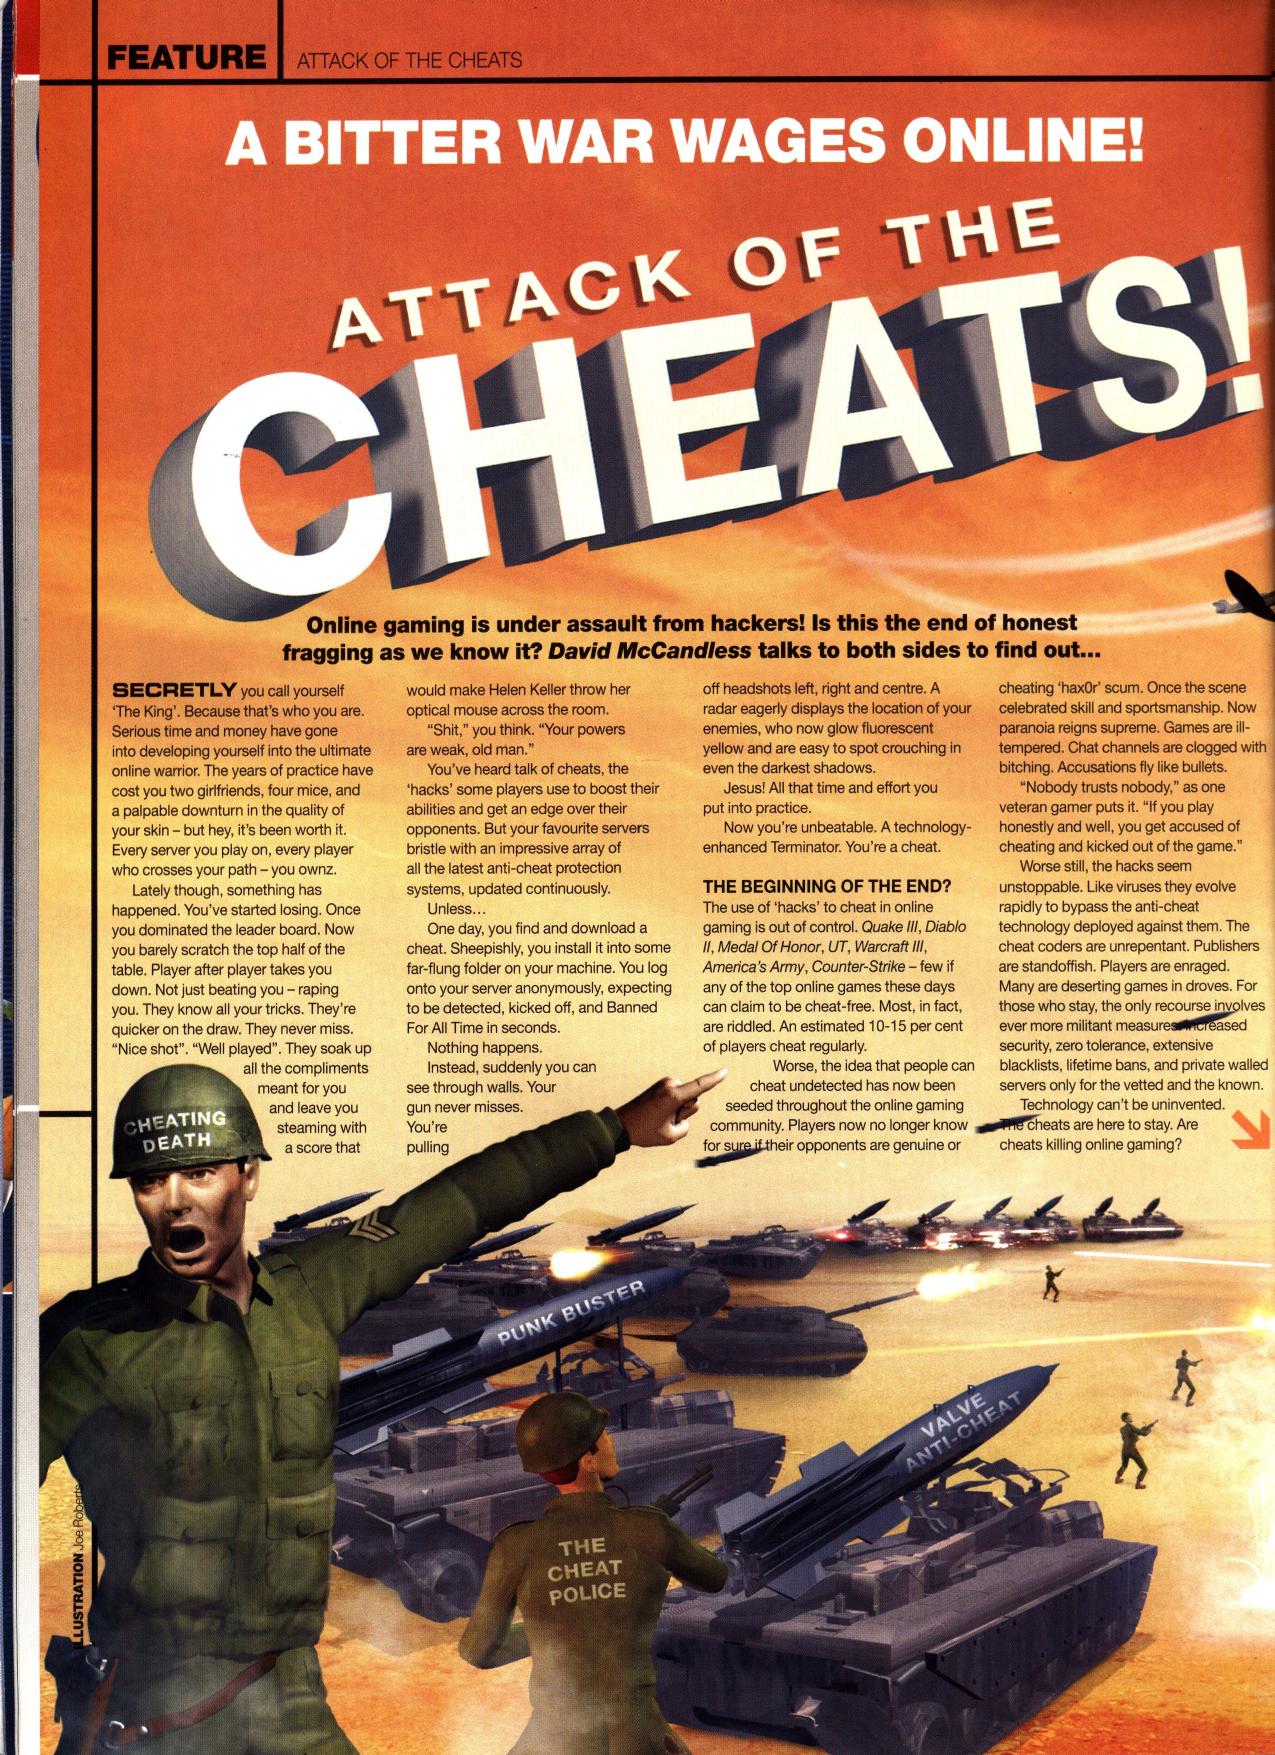 FEATURE
ATTACK OF THE CHEATS
A BITTER WAR WAGES ONLINE!
ATTACK OF THE
CHEATS!
Online gaming is under assault from hackers! Is this the end of honest
fragging as we know it? David McCandless talks to both sides to find out...
SECRETLY you call yourself
‘The King’. Because that’s who you are.
Serious time and money have gone
into developing yourself into the ultimate
online warrior. The years of practice have
cost you two girlfriends, four mice, and
a palpable downturn in the quality of
your skin – but hey, it’s been worth it.
Every server you play on, every player
who crosses your path – you ownz.
Lately though, something has
happened. You’ve started losing. Once
you dominated the leader board. Now
you barely scratch the top half of the
table. Player after player takes you
down. Not just beating you – raping
you. They know all your tricks. They’re
quicker on the draw. They never miss.
“Nice shot”. “Well played”. They soak up
all the compliments
meant for you
and leave you
steaming with
a score that
would make Helen Keller throw her
optical mouse across the room.
“Shit,” you think. “Your powers
are weak, old man.”
You’ve heard talk of cheats, the
‘hacks’ some players use to boost their
abilities and get an edge over their
opponents. But your favourite servers
bristle with an impressive array of
all the latest anti-cheat protection
systems, updated continuously.
Unless...
One day, you find and download a
cheat. Sheepishly, you install it into some
far-flung folder on your machine. You log
onto your server anonymously, expecting
to be detected, kicked off, and Banned
For All Time in seconds.
Nothing happens.
Instead, suddenly you can
see through walls. Your
gun never misses.
You’re
pulling
off headshots left, right and centre. A
radar eagerly displays the location of your
enemies, who now glow fluorescent
yellow and are easy to spot crouching in
even the darkest shadows.
Jesus! All that time and effort you
put into practice.
Now you’re unbeatable. A technology-
enhanced Terminator. You’re a cheat.
THE BEGINNING OF THE END?
The use of ‘hacks’ to cheat in online
gaming is out of control. Quake III, Diablo
II, Medal Of Honor, UT, Warcraft III,
America’s Army, Counter-Strike – few if
any of the top online games these days
can claim to be cheat-free. Most, in fact,
are riddled. An estimated 10-15 per cent
of players cheat regularly.
Worse, the idea that people can
cheat undetected has now been
seeded throughout the online gaming
community. Players now no longer know
for sure if their opponents are genuine or
cheating ‘hax0r’ scum. Once the scene
celebrated skill and sportsmanship. Now
paranoia reigns supreme. Games are ill-
tempered. Chat channels are clogged with
bitching. Accusations fly like bullets.
“Nobody trusts nobody,” as one
veteran gamer puts it. “If you play
honestly and well, you get accused of
cheating and kicked out of the game.”
Worse still, the hacks seem
unstoppable. Like viruses they evolve
rapidly to bypass the anti-cheat
technology deployed against them. The
cheat coders are unrepentant. Publishers
are standoffish. Players are enraged.
Many are deserting games in droves. For
those who stay, the only recourse involves
ever more militant measures: increased
security, zero tolerance, extensive
blacklists, lifetime bans, and private walled
servers only for the vetted and the known.
Technology can’t be uninvented.
The cheats are here to stay. Are
cheats killing online gaming?
CHEATING
DEATH
PUNK BUSTER
VALVE
ANTI-CHEAT
THE
CHEAT
POLICE
ILLUSTRATION Joe Roberts